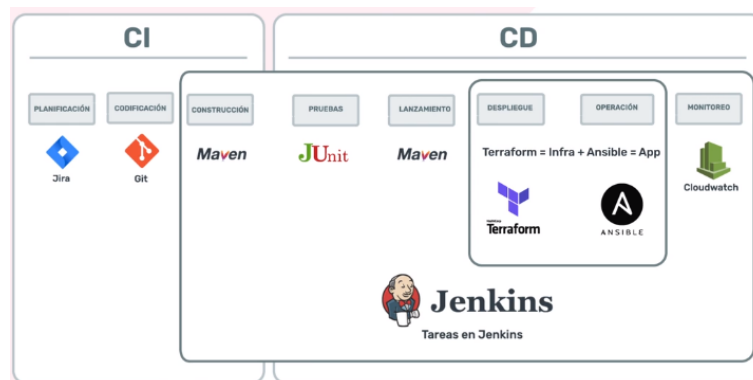 CI
CD
PLANIFICACIÓN
CODIFICACIÓN
CONSTRUCCIÓN
PRUEBAS
LANZAMIENTO
DESPLIEGUE
OPERACIÓN
MONITOREO
Jira
Git
Maven
JUnit
Maven
Terraform = Infra + Ansible = App
Cloudwatch
Terraform
ANSIBLE
Jenkins
Tareas en Jenkins